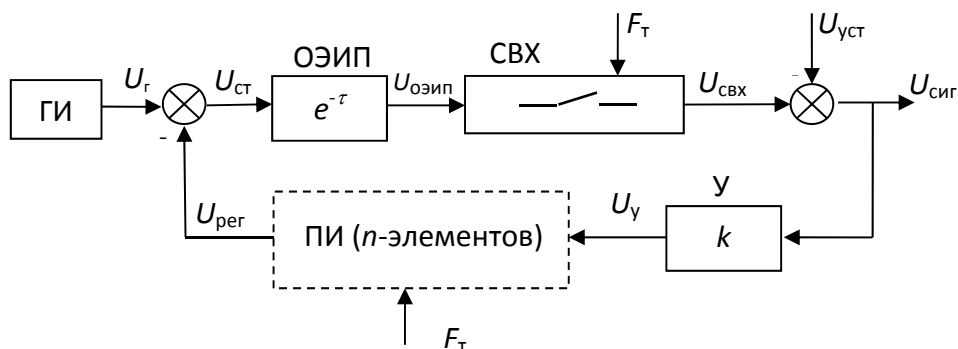 Fт
Uуст
ОЭИП
СВХ
Uг
Uст
Uоэип
Uсвх
Uсиг
ГИ
e^-τ
-
-
У
Uу
Uрег
ПИ (n-элементов)
k
Fт